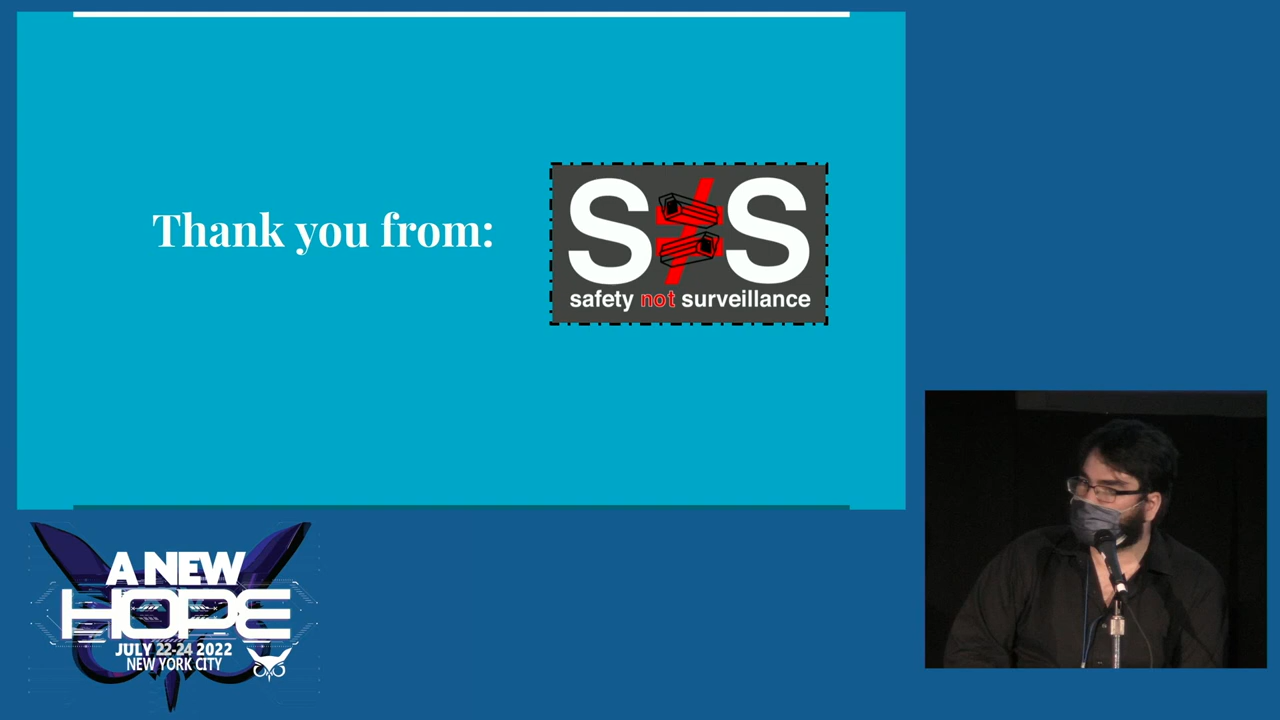 Thank you from:
S≠S
safety not surveillance
A NEW
HOPE
JULY 22-24 2022
NEW YORK CITY